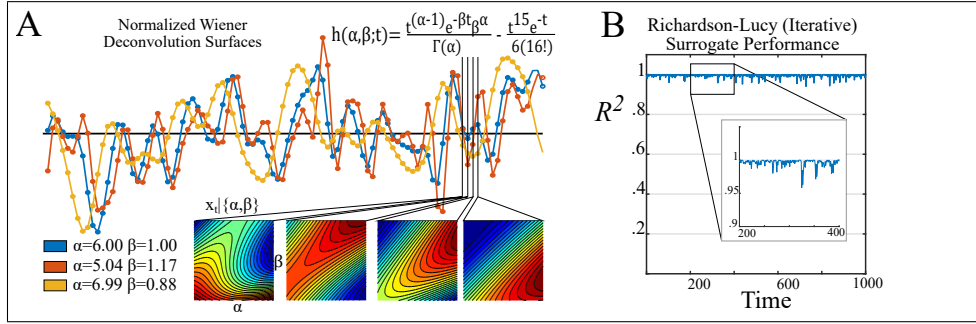 A
Normalized Wiener
Deconvolution Surfaces
h(α,β;t)= t^(α-1)e^-βt β^α / Γ(α) - t^15 e^-t / 6(16!)
x_t|{α,β}
β
α
α=6.00 β=1.00
α=5.04 β=1.17
α=6.99 β=0.88
B
Richardson-Lucy (Iterative)
Surrogate Performance
1
R²
.8
.6
.4
.2
1
.95
.9
200
400
200
600
1000
Time